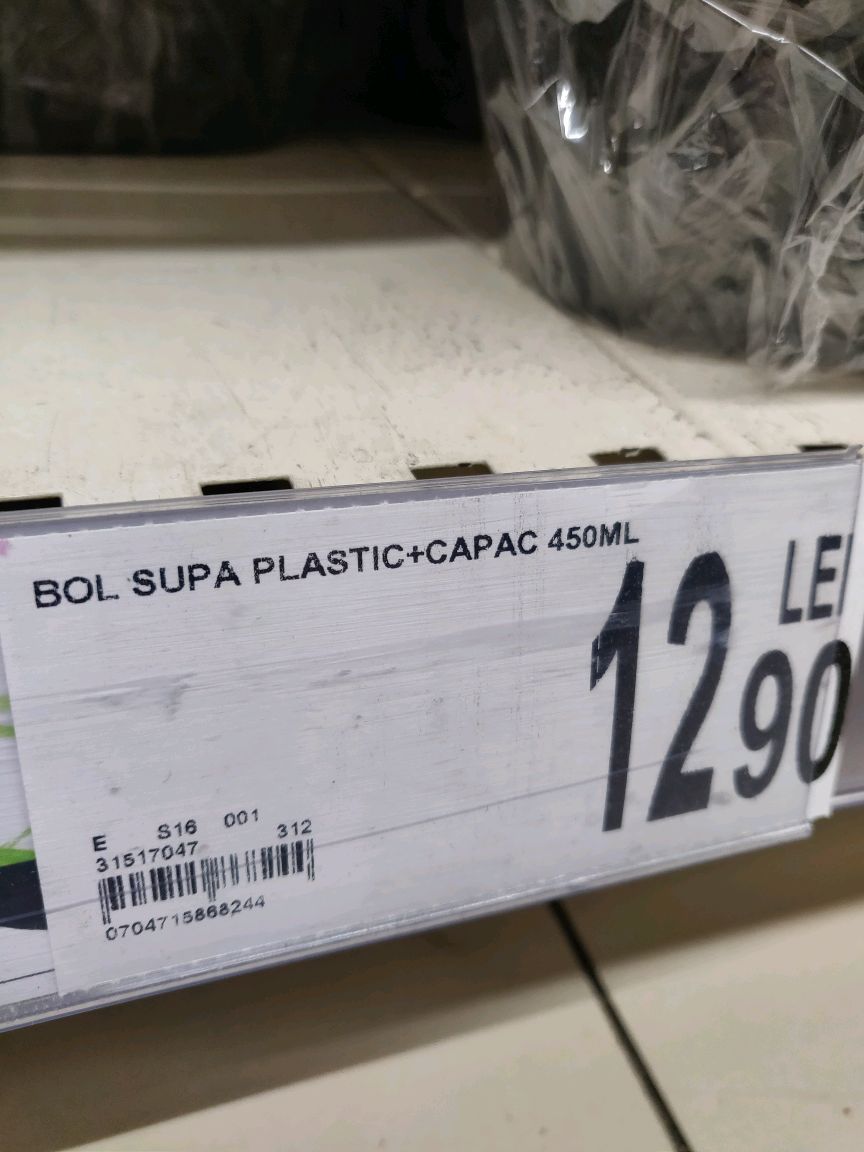 BOL SUPA PLASTIC+CAPAC 450ML
12 90 LEI
E S16 001 312
31517047
0704715868244